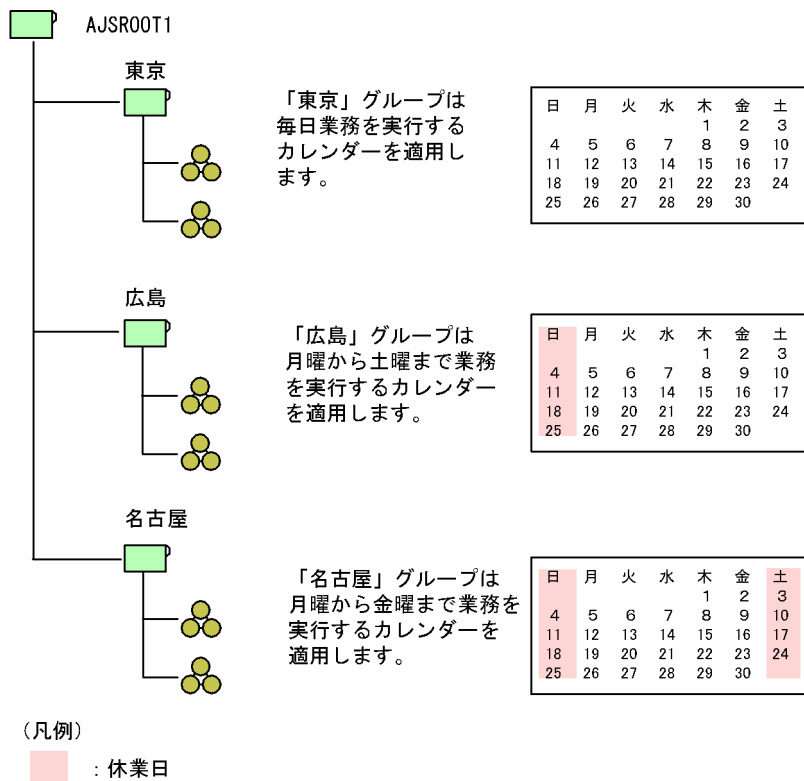 AJSROOT1
東京
「東京」グループは
毎日業務を実行する
カレンダーを適用し
ます。
日 月 火 水 木 金 土
1 2 3
4 5 6 7 8 9 10
11 12 13 14 15 16 17
18 19 20 21 22 23 24
25 26 27 28 29 30
広島
「広島」グループは
月曜から土曜まで業務
を実行するカレンダー
を適用します。
日 月 火 水 木 金 土
1 2 3
4 5 6 7 8 9 10
11 12 13 14 15 16 17
18 19 20 21 22 23 24
25 26 27 28 29 30
名古屋
「名古屋」グループは
月曜から金曜まで業務を
実行するカレンダーを
適用します。
日 月 火 水 木 金 土
1 2 3
4 5 6 7 8 9 10
11 12 13 14 15 16 17
18 19 20 21 22 23 24
25 26 27 28 29 30
(凡例)
:休業日